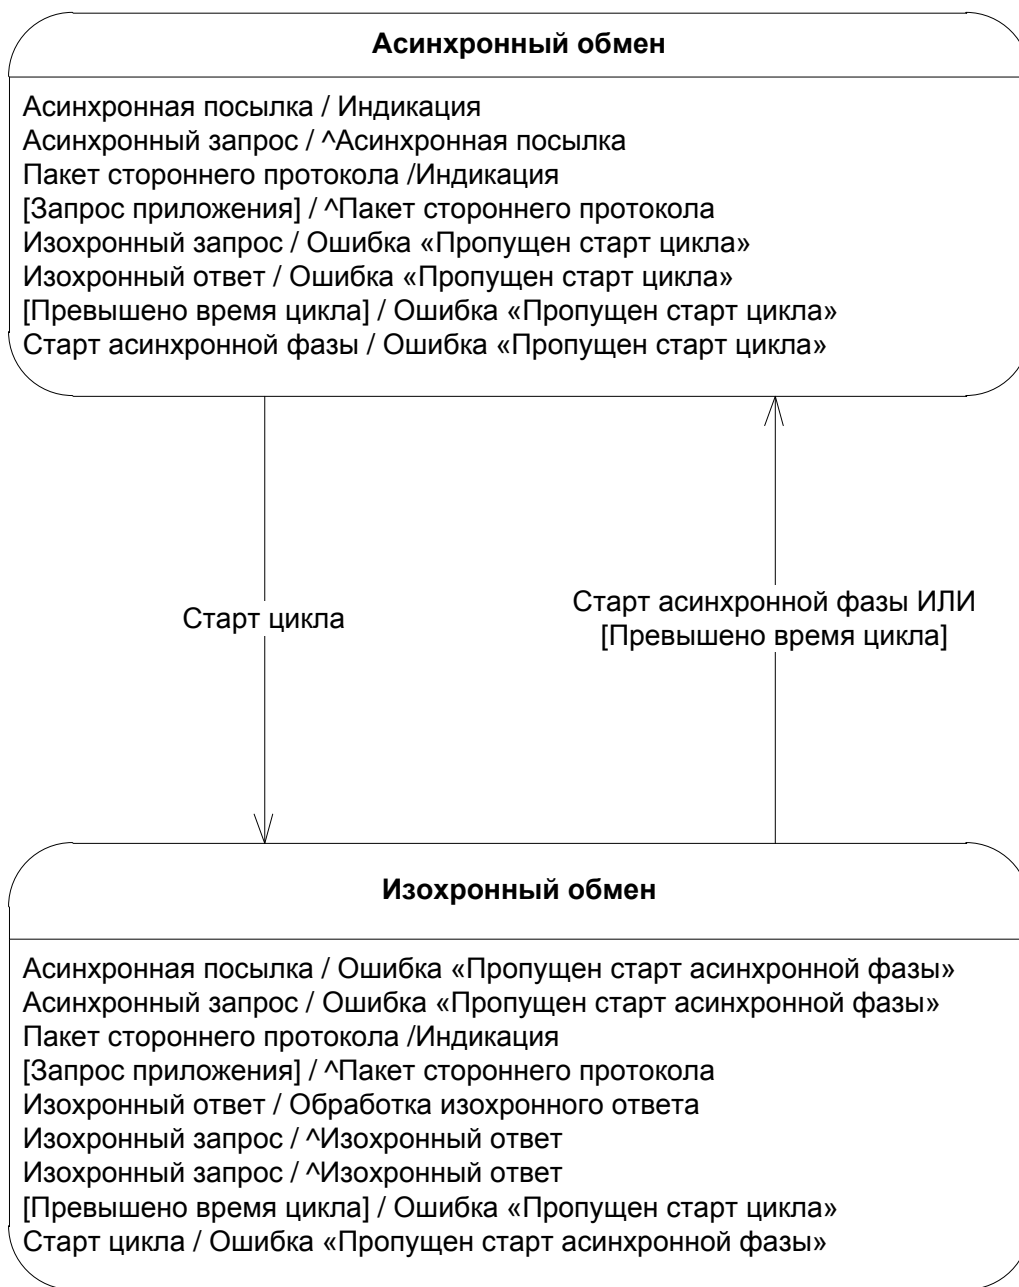 Асинхронный обмен
Асинхронная посылка / Индикация
Асинхронный запрос / ^Асинхронная посылка
Пакет стороннего протокола /Индикация
[Запрос приложения] / ^Пакет стороннего протокола
Изохронный запрос / Ошибка «Пропущен старт цикла»
Изохронный ответ / Ошибка «Пропущен старт цикла»
[Превышено время цикла] / Ошибка «Пропущен старт цикла»
Старт асинхронной фазы / Ошибка «Пропущен старт цикла»
Старт цикла
Старт асинхронной фазы ИЛИ
[Превышено время цикла]
Изохронный обмен
Асинхронная посылка / Ошибка «Пропущен старт асинхронной фазы»
Асинхронный запрос / Ошибка «Пропущен старт асинхронной фазы»
Пакет стороннего протокола /Индикация
[Запрос приложения] / ^Пакет стороннего протокола
Изохронный ответ / Обработка изохронного ответа
Изохронный запрос / ^Изохронный ответ
Изохронный запрос / ^Изохронный ответ
[Превышено время цикла] / Ошибка «Пропущен старт цикла»
Старт цикла / Ошибка «Пропущен старт асинхронной фазы»